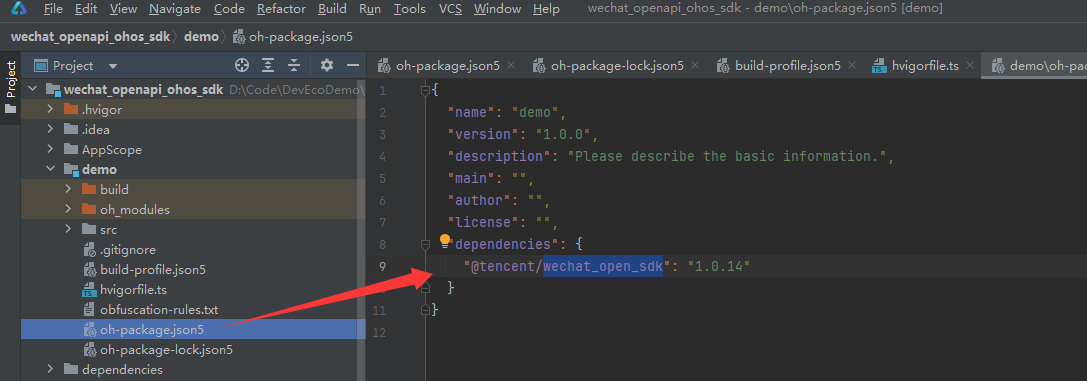 File Edit View Navigate Code Refactor Build Run Tools VCS Window Help wechat_openapi_ohos_sdk - demo\oh-package.json5 [demo]
wechat_openapi_ohos_sdk demo oh-package.json5
Project
Project
oh-package.json5 oh-package-lock.json5 build-profile.json5 hvigorfile.ts demo\oh-pa
wechat_openapi_ohos_sdk D:\Code\DevEcoDemo\
.hvigor
.idea
AppScope
demo
build
oh_modules
src
.gitignore
build-profile.json5
hvigorfile.ts
obfuscation-rules.txt
oh-package.json5
oh-package-lock.json5
dependencies
1 {
2 "name": "demo",
3 "version": "1.0.0",
4 "description": "Please describe the basic information.",
5 "main": "",
6 "author": "",
7 "license": "",
8 "dependencies": {
9 "@tencent/wechat_open_sdk": "1.0.14"
10 }
11 }
12